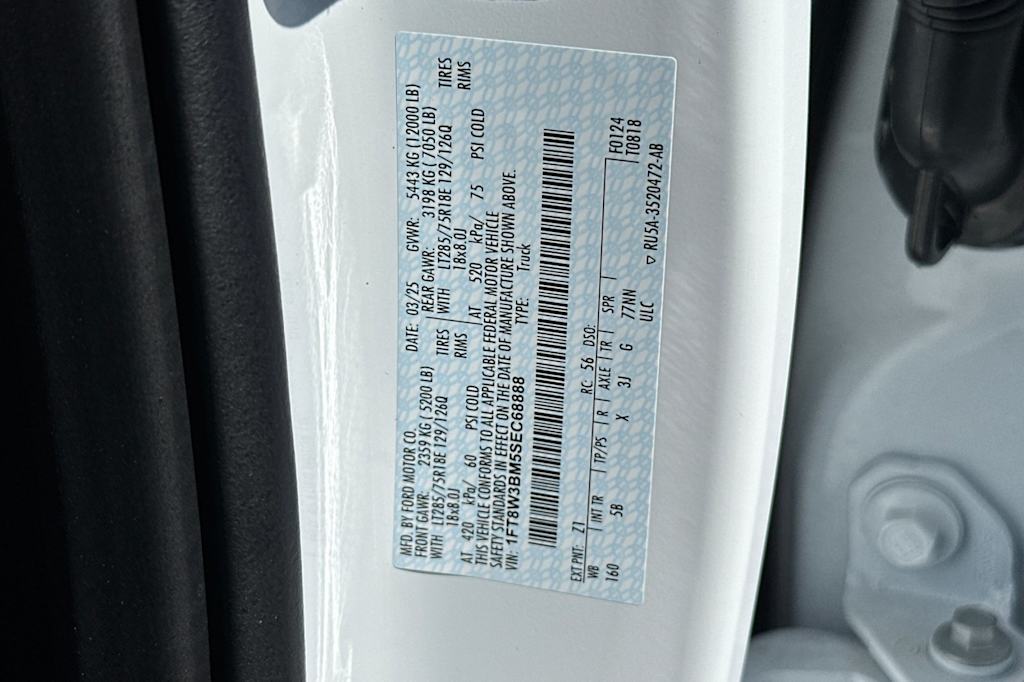 MFD. BY FORD MOTOR CO. DATE: 03/25 GVWR: 5443 KG (12000 LB)
FRONT GAWR: 2359 KG ( 5200 LB) REAR GAWR: 3198 KG ( 7050 LB)
WITH LT285/75R18E 129/126Q TIRES WITH LT285/75R18E 129/126Q TIRES
18x8.0J RIMS 18x8.0J RIMS
AT 420 kPa/ 60 PSI COLD AT 520 kPa/ 75 PSI COLD
THIS VEHICLE CONFORMS TO ALL APPLICABLE FEDERAL MOTOR VEHICLE
SAFETY STANDARDS IN EFFECT ON THE DATE OF MANUFACTURE SHOWN ABOVE.
VIN: 1FT8W3BM5SEC68888 TYPE: Truck
EXT PNT: Z1 RC: 56 DSO: F0124
WB INT TR TP/PS R AXLE TR SPR T0818
160 5B X 3J G 77NN
ULC ▽ RU5A-3520472-AB